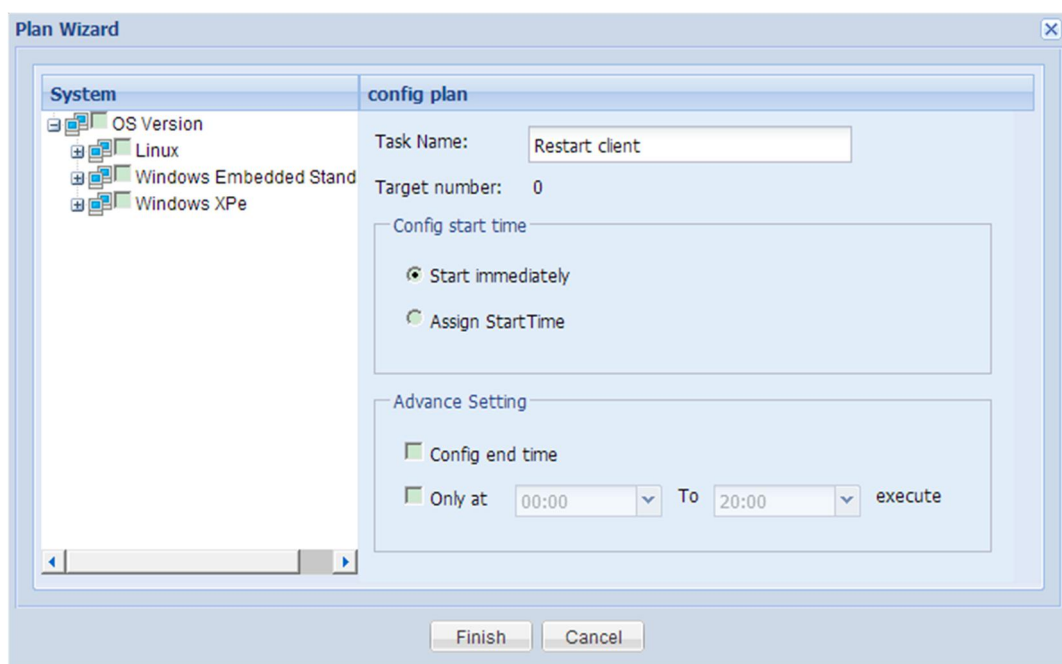 Plan Wizard
System
OS Version
Linux
Windows Embedded Stand
Windows XPe
config plan
Task Name: Restart client
Target number: 0
Config start time
Start immediately
Assign StartTime
Advance Setting
Config end time
Only at 00:00 To 20:00 execute
Finish Cancel